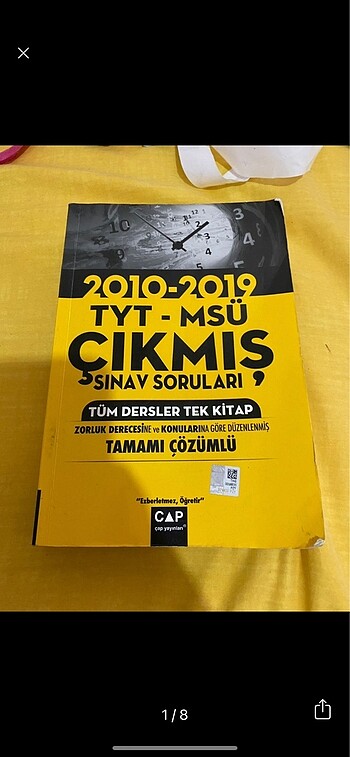 2010-2019
TYT - MSÜ
ÇIKMIŞ
SINAV SORULARI
TÜM DERSLER TEK KİTAP
ZORLUK DERECESİNE ve KONULARINA GÖRE DÜZENLENMİŞ
TAMAMI ÇÖZÜMLÜ
"Ezberletmez, Öğretir"
ÇAP
çap yayınları
1 / 8